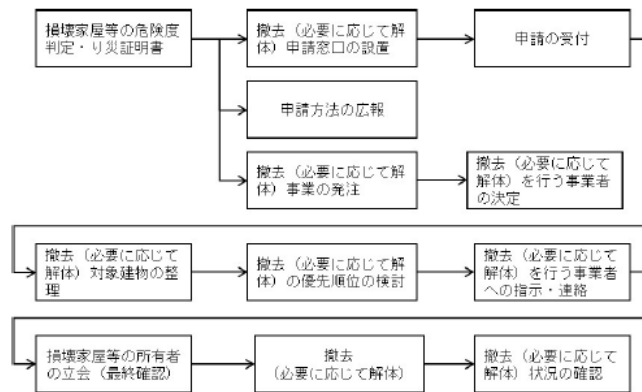 損壊家屋等の危険度
判定・り災証明書
撤去（必要に応じて解
体）申請窓口の設置
申請の受付
申請方法の広報
撤去（必要に応じて解
体）事業の発注
撤去（必要に応じて
解体）を行う事業者
の決定
撤去（必要に応じて
解体）対象建物の整
理
撤去（必要に応じて解
体）の優先順位の検討
撤去（必要に応じて
解体）を行う事業者
への指示・連絡
損壊家屋等の所有者
の立会（最終確認）
撤去
（必要に応じて解体）
撤去（必要に応じて
解体）状況の確認